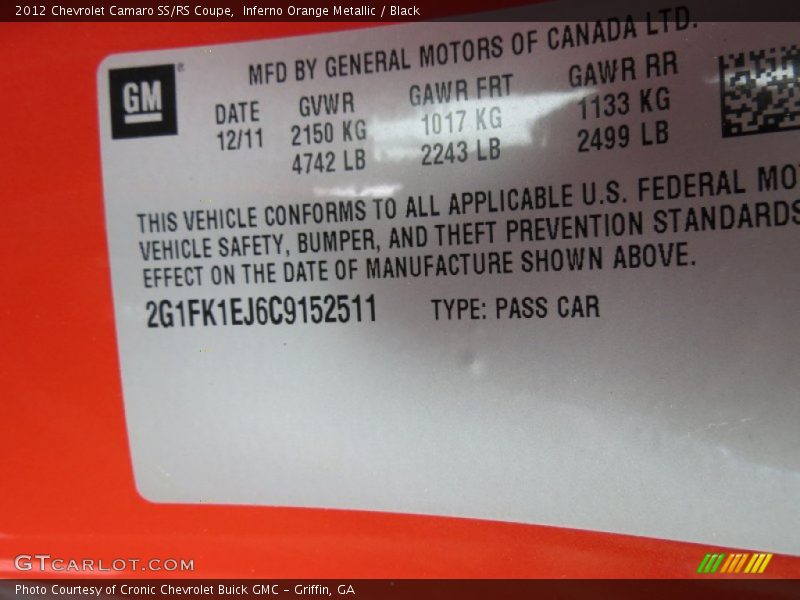 2012 Chevrolet Camaro SS/RS Coupe,  Inferno Orange Metallic / Black
MFD BY GENERAL MOTORS OF CANADA LTD.
GM
DATE GVWR GAWR FRT GAWR RR
12/11 2150 KG 1017 KG 1133 KG
4742 LB 2243 LB 2499 LB
THIS VEHICLE CONFORMS TO ALL APPLICABLE U.S. FEDERAL MO
VEHICLE SAFETY, BUMPER, AND THEFT PREVENTION STANDARDS
EFFECT ON THE DATE OF MANUFACTURE SHOWN ABOVE.
2G1FK1EJ6C9152511 TYPE: PASS CAR
GTCARLOT.COM
Photo Courtesy of Cronic Chevrolet Buick GMC – Griffin, GA